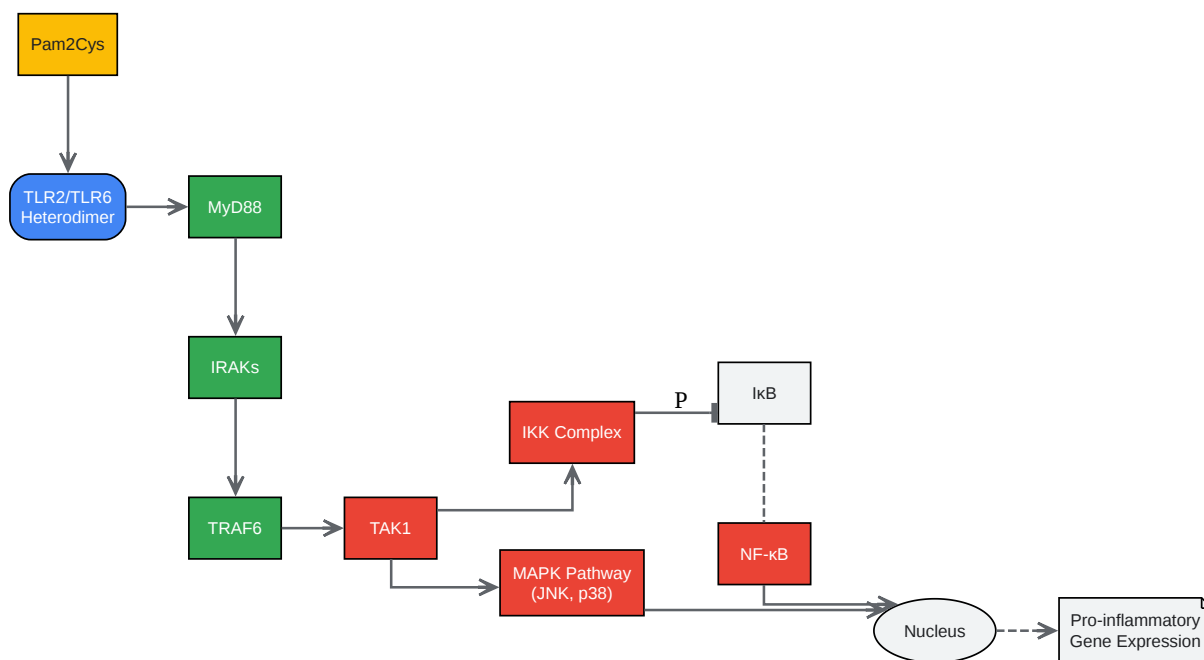 Pam2Cys
TLR2/TLR6
Heterodimer
MyD88
IRAKs
TRAF6
TAK1
IKK Complex
P
IκB
NF-κB
MAPK Pathway
(JNK, p38)
Nucleus
Pro-inflammatory
Gene Expression